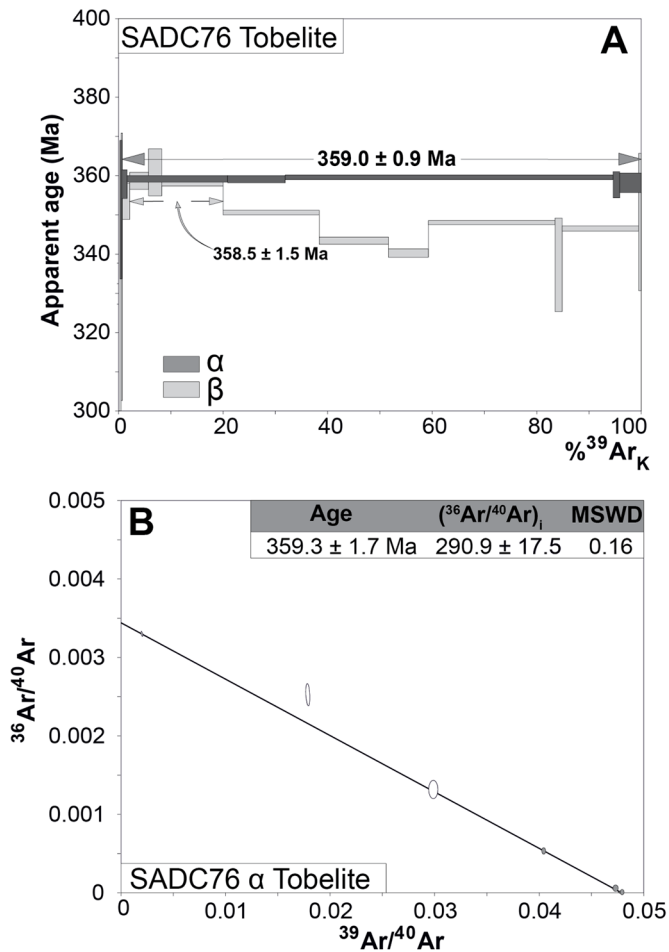 400
SADC76 Tobelite
A
380
359.0 ± 0.9 Ma
360
358.5 ± 1.5 Ma
340
320
α
β
300
Apparent age (Ma)
0 20 40 60 80 100
%³⁹Ar_K
0.005
B
Age (³⁶Ar/⁴⁰Ar)ᵢ MSWD
359.3 ± 1.7 Ma 290.9 ± 17.5 0.16
0.004
0.003
0.002
0.001
0
³⁶Ar/⁴⁰Ar
SADC76 α Tobelite
0 0.01 0.02 0.03 0.04 0.05
³⁹Ar/⁴⁰Ar